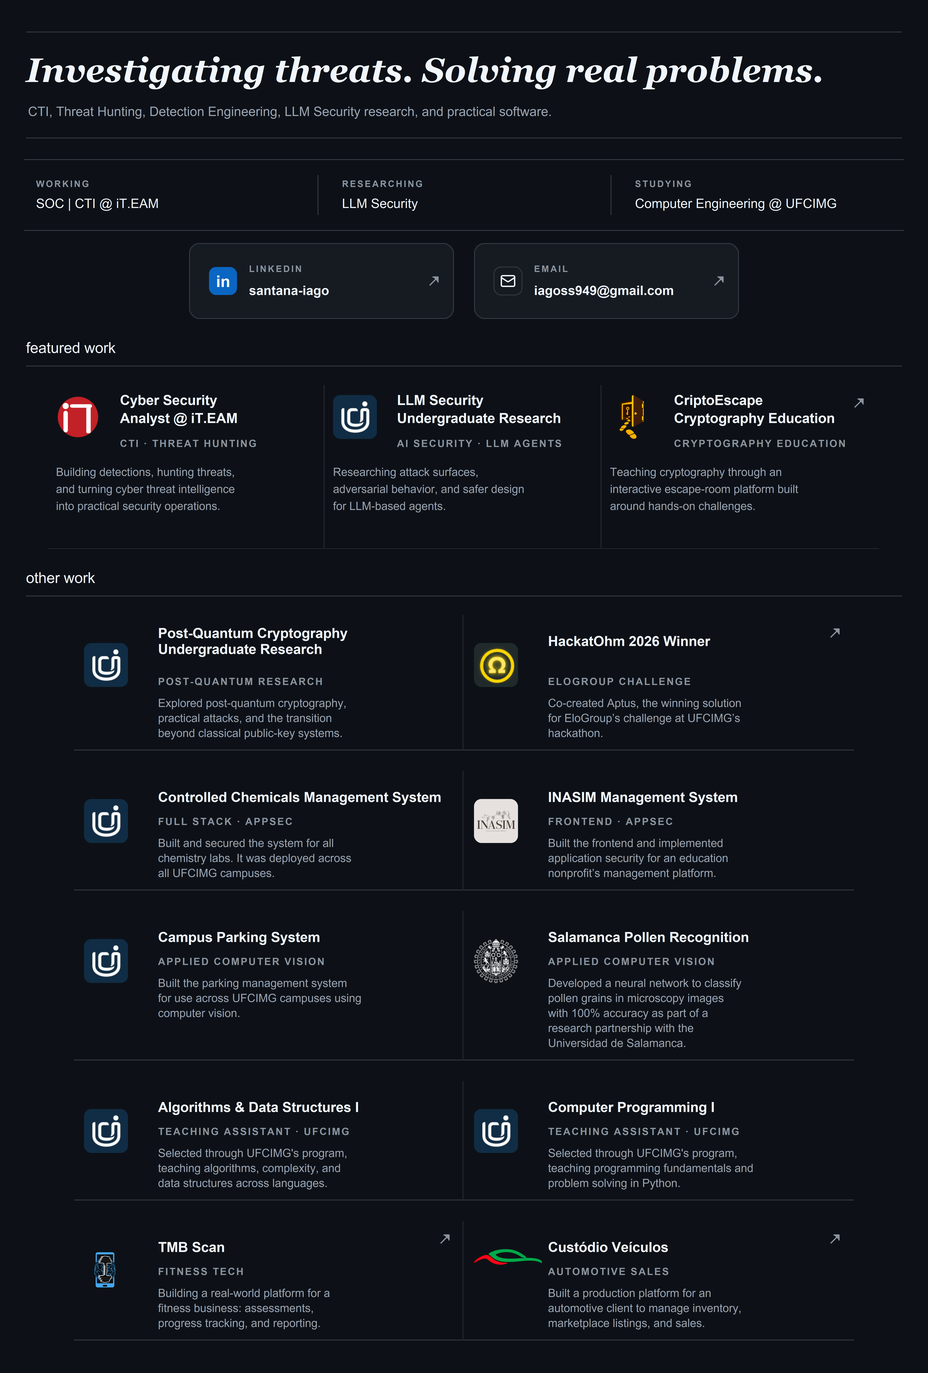 Investigating threats. Solving real problems.
CTI, Threat Hunting, Detection Engineering, LLM Security research, and practical software.
WORKING
SOC | CTI @ iT.EAM
RESEARCHING
LLM Security
STUDYING
Computer Engineering @ UFCIMG
in
LINKEDIN
santana-iago
EMAIL
iagoss949@gmail.com
featured work
iT
Cyber Security
Analyst @ iT.EAM
CTI · THREAT HUNTING
Building detections, hunting threats,
and turning cyber threat intelligence
into practical security operations.
LLM Security
Undergraduate Research
AI SECURITY · LLM AGENTS
Researching attack surfaces,
adversarial behavior, and safer design
for LLM-based agents.
CriptoEscape
Cryptography Education
CRYPTOGRAPHY EDUCATION
Teaching cryptography through an
interactive escape-room platform built
around hands-on challenges.
other work
Post-Quantum Cryptography
Undergraduate Research
POST-QUANTUM RESEARCH
Explored post-quantum cryptography,
practical attacks, and the transition
beyond classical public-key systems.
Ω
HackatOhm 2026 Winner
ELOGROUP CHALLENGE
Co-created Aptus, the winning solution
for EloGroup's challenge at UFCIMG's
hackathon.
Controlled Chemicals Management System
FULL STACK · APPSEC
Built and secured the system for all
chemistry labs. It was deployed across
all UFCIMG campuses.
INASIM
INASIM Management System
FRONTEND · APPSEC
Built the frontend and implemented
application security for an education
nonprofit's management platform.
Campus Parking System
APPLIED COMPUTER VISION
Built the parking management system
for use across UFCIMG campuses using
computer vision.
Salamanca Pollen Recognition
APPLIED COMPUTER VISION
Developed a neural network to classify
pollen grains in microscopy images
with 100% accuracy as part of a
research partnership with the
Universidad de Salamanca.
Algorithms & Data Structures I
TEACHING ASSISTANT · UFCIMG
Selected through UFCIMG's program,
teaching algorithms, complexity, and
data structures across languages.
Computer Programming I
TEACHING ASSISTANT · UFCIMG
Selected through UFCIMG's program,
teaching programming fundamentals and
problem solving in Python.
TMB Scan
FITNESS TECH
Building a real-world platform for a
fitness business: assessments,
progress tracking, and reporting.
Custódio Veículos
AUTOMOTIVE SALES
Built a production platform for an
automotive client to manage inventory,
marketplace listings, and sales.